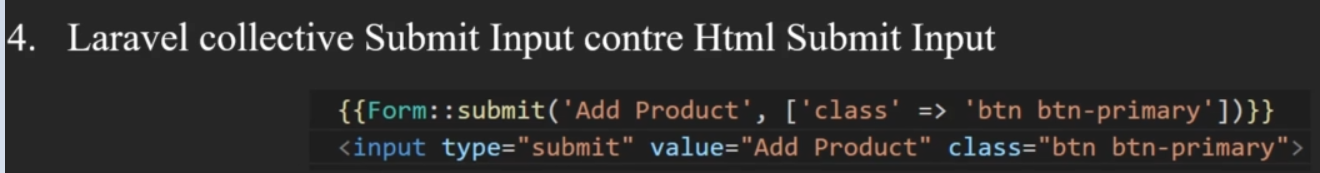 4. Laravel collective Submit Input contre Html Submit Input
{{Form::submit('Add Product', ['class' => 'btn btn-primary'])}}
<input type="submit" value="Add Product" class="btn btn-primary">